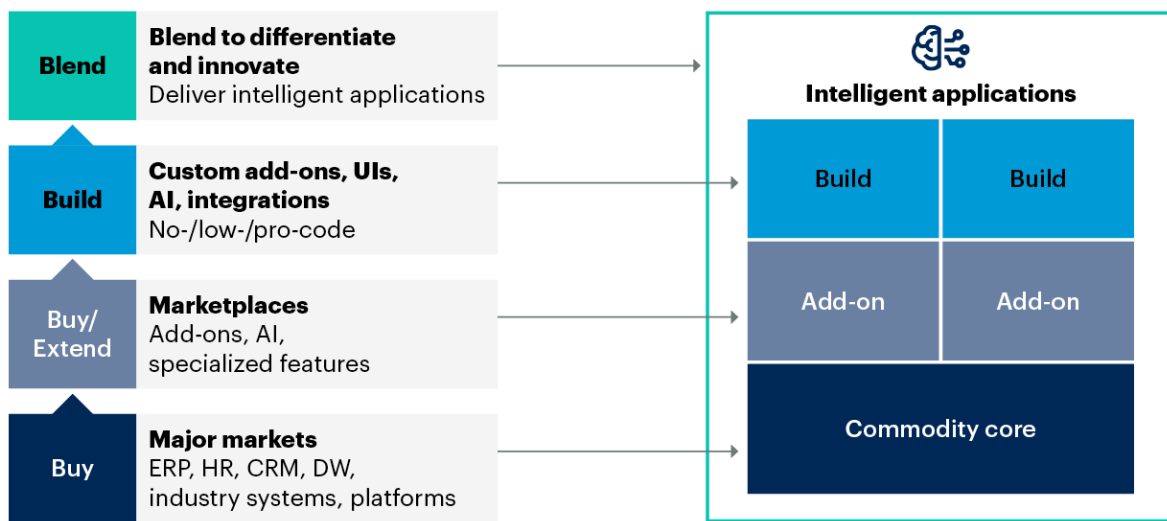 Blend
Blend to differentiate
and innovate
Deliver intelligent applications
Build
Custom add-ons, UIs,
AI, integrations
No-/low-/pro-code
Buy/
Extend
Marketplaces
Add-ons, AI,
specialized features
Buy
Major markets
ERP, HR, CRM, DW,
industry systems, platforms
Intelligent applications
Build
Build
Add-on
Add-on
Commodity core